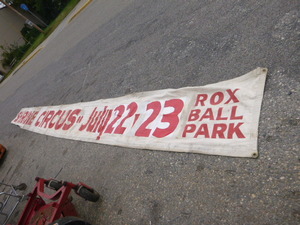 SHRINE CIRCUS - July 22 - 23
ROX
BALL
PARK